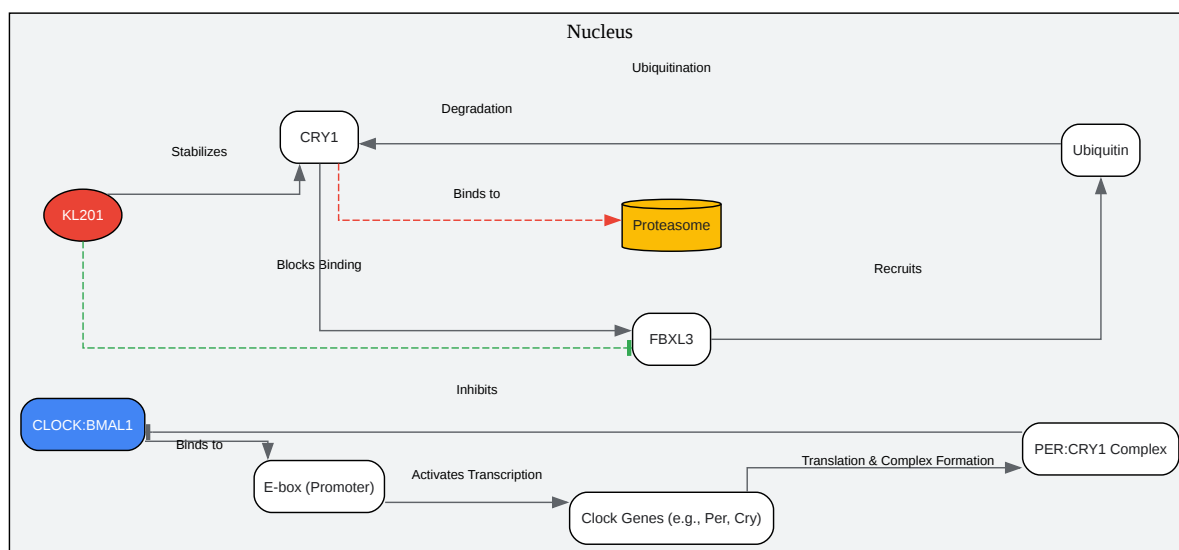 Nucleus
Ubiquitination
Degradation
CRY1
Stabilizes
Ubiquitin
Binds to
KL201
Proteasome
Blocks Binding
Recruits
FBXL3
Inhibits
CLOCK:BMAL1
Binds to
PER:CRY1 Complex
Translation & Complex Formation
Activates Transcription
E-box (Promoter)
Clock Genes (e.g., Per, Cry)